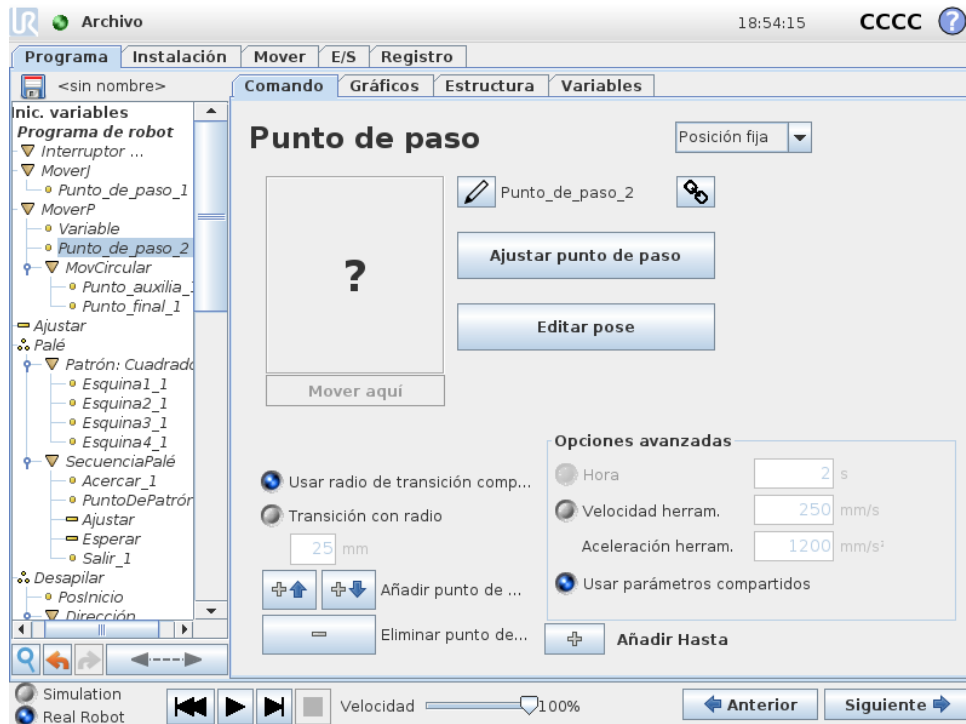 Archivo
18:54:15
CCCC
?
Programa
Instalación
Mover
E/S
Registro
<sin nombre>
Comando
Gráficos
Estructura
Variables
Inic. variables
Programa de robot
Interruptor ...
MoverJ
Punto_de_paso_1
MoverP
Variable
Punto_de_paso_2
MovCircular
Punto_auxilia_
Punto_final_1
Ajustar
Palé
Patrón: Cuadrado
Esquina1_1
Esquina2_1
Esquina3_1
Esquina4_1
SecuenciaPalé
Acercar_1
PuntoDePatrón
Ajustar
Esperar
Salir_1
Desapilar
PosInicio
Dirección
Punto de paso
Posición fija
?
Mover aquí
Punto_de_paso_2
Ajustar punto de paso
Editar pose
Usar radio de transición comp...
Transición con radio
25 mm
Añadir punto de ...
Eliminar punto de...
Opciones avanzadas
Hora 2 s
Velocidad herram. 250 mm/s
Aceleración herram. 1200 mm/s²
Usar parámetros compartidos
Añadir Hasta
Simulation
Real Robot
Velocidad 100%
Anterior
Siguiente